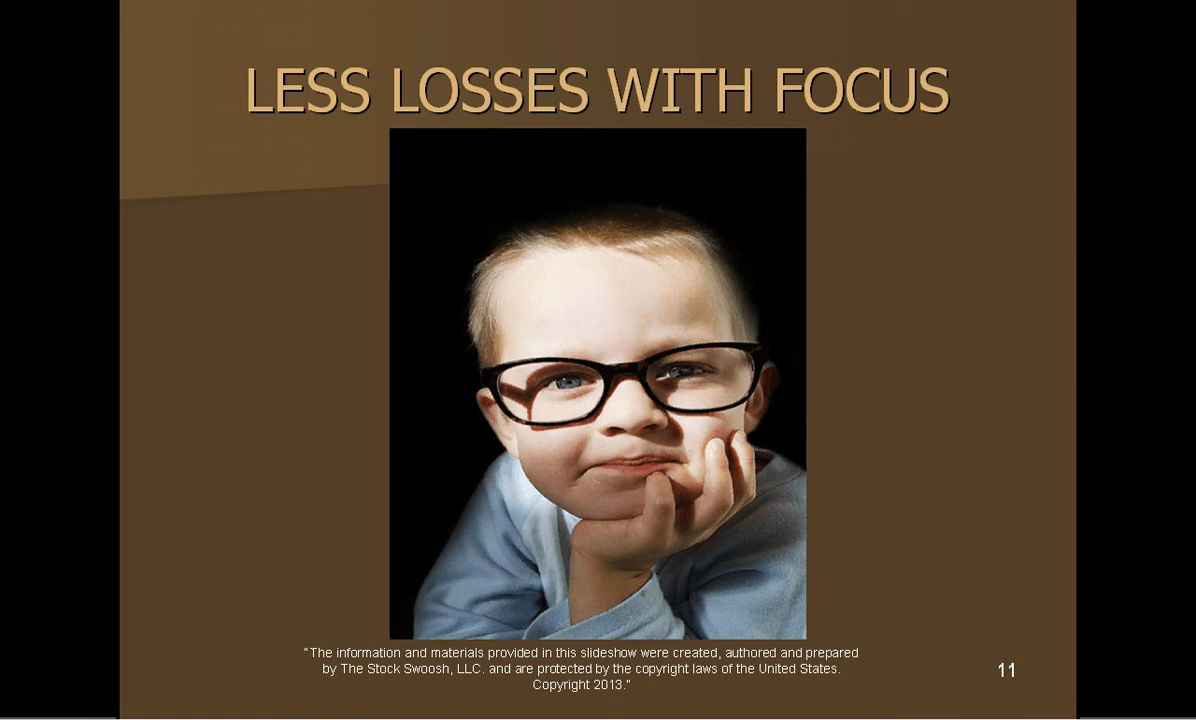 LESS LOSSES WITH FOCUS
"The information and materials provided in this slideshow were created, authored and prepared
by The Stock Swoosh, LLC. and are protected by the copyright laws of the United States.
Copyright 2013."
11